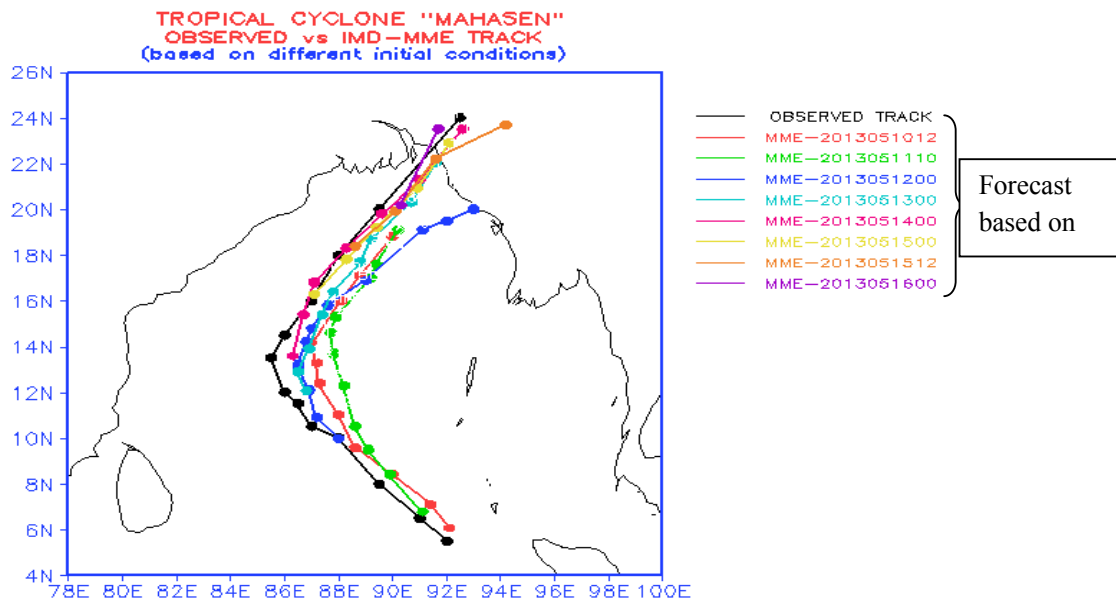 TROPICAL CYCLONE "MAHASEN"
OBSERVED vs IMD-MME TRACK
(based on different initial conditions)
26N
24N
22N
20N
18N
16N
14N
12N
10N
8N
6N
4N
78E 80E 82E 84E 86E 88E 90E 92E 94E 96E 98E 100E
OBSERVED TRACK
MME-2013051012
MME-2013051110
MME-2013051200
MME-2013051300
MME-2013051400
MME-2013051500
MME-2013051512
MME-2013051600
Forecast
based on